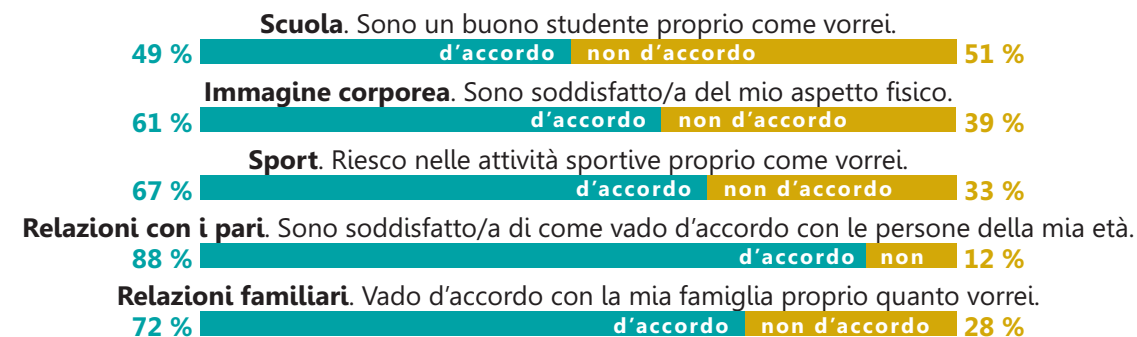 Scuola. Sono un buono studente proprio come vorrei.
49 % d’accordo non d’accordo 51 %
Immagine corporea. Sono soddisfatto/a del mio aspetto fisico.
61 % d’accordo non d’accordo 39 %
Sport. Riesco nelle attività sportive proprio come vorrei.
67 % d’accordo non d’accordo 33 %
Relazioni con i pari. Sono soddisfatto/a di come vado d’accordo con le persone della mia età.
88 % d’accordo non 12 %
Relazioni familiari. Vado d’accordo con la mia famiglia proprio quanto vorrei.
72 % d’accordo non d’accordo 28 %